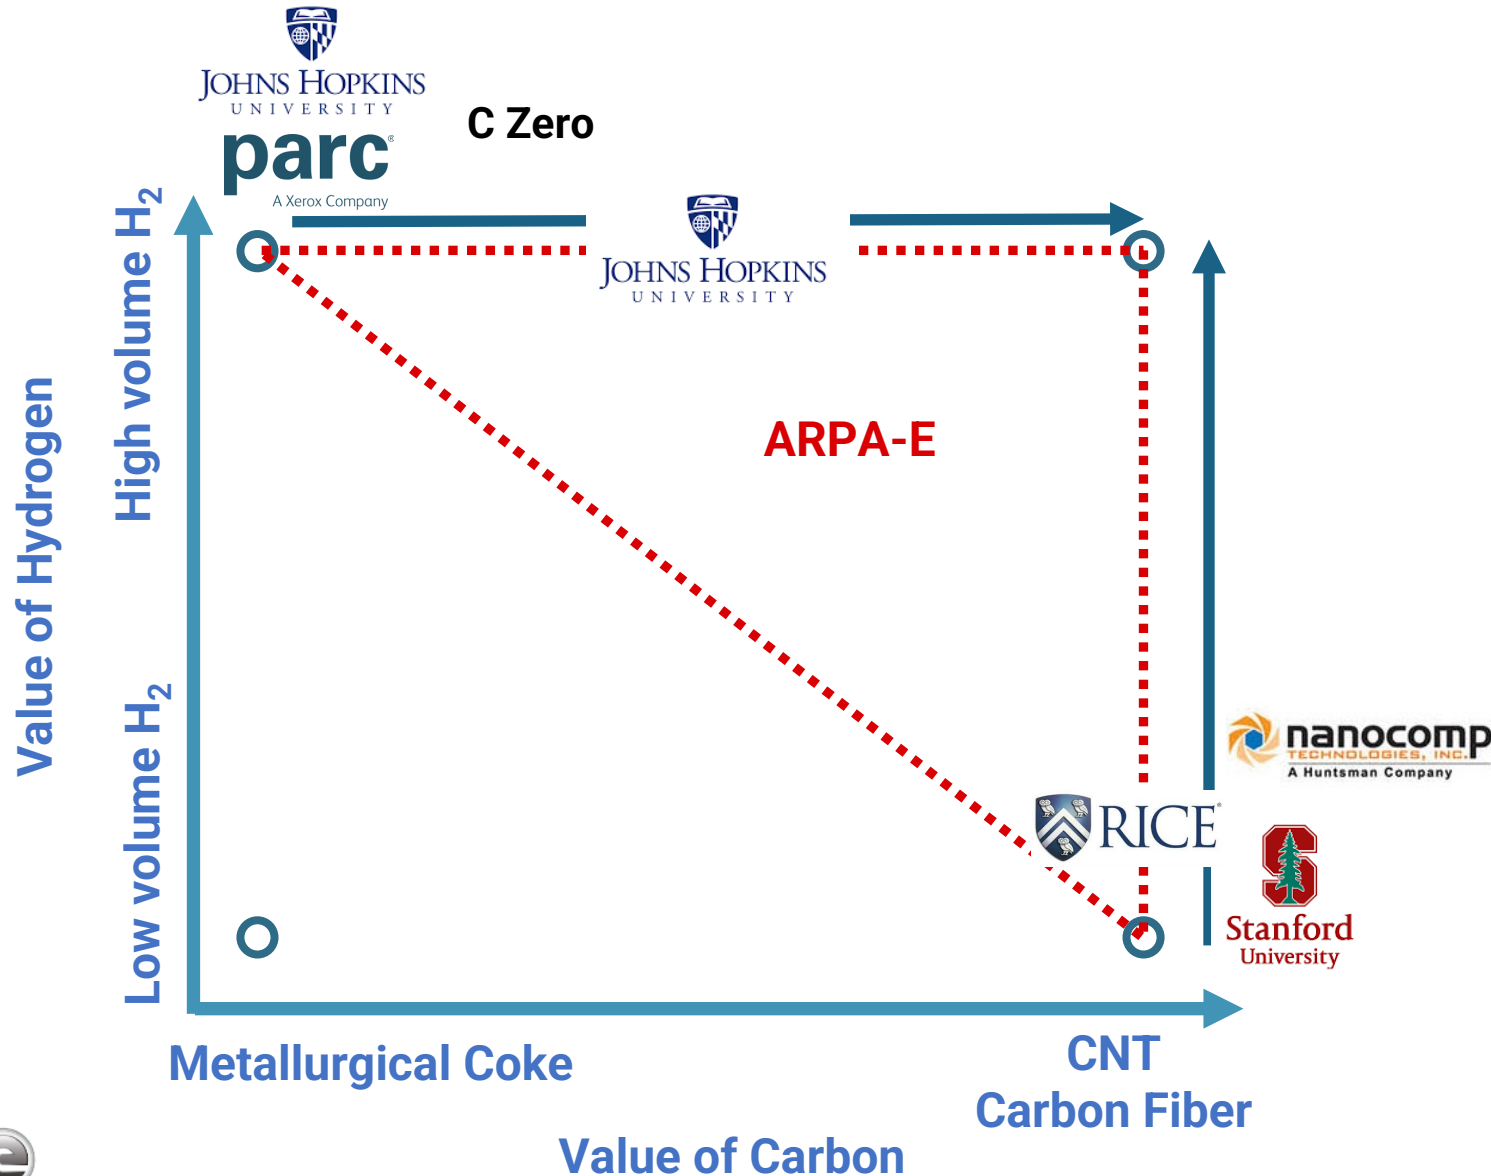 JOHNS HOPKINS
UNIVERSITY
parc®
A Xerox Company
C Zero
JOHNS HOPKINS
UNIVERSITY
High volume H₂
Value of Hydrogen
Low volume H₂
ARPA-E
nanocomp
TECHNOLOGIES, INC.
A Huntsman Company
RICE®
S
Stanford
University
Metallurgical Coke
CNT
Carbon Fiber
Value of Carbon